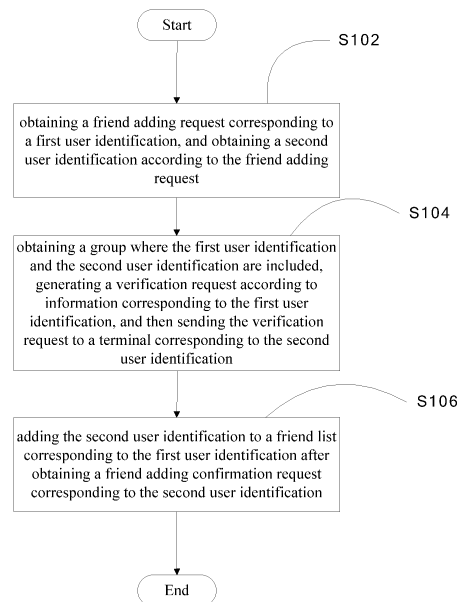 Start
S102
obtaining a friend adding request corresponding to
a first user identification, and obtaining a second
user identification according to the friend adding
request
S104
obtaining a group where the first user identification
and the second user identification are included,
generating a verification request according to
information corresponding to the first user
identification, and then sending the verification
request to a terminal corresponding to the second
user identification
S106
adding the second user identification to a friend list
corresponding to the first user identification after
obtaining a friend adding confirmation request
corresponding to the second user identification
End